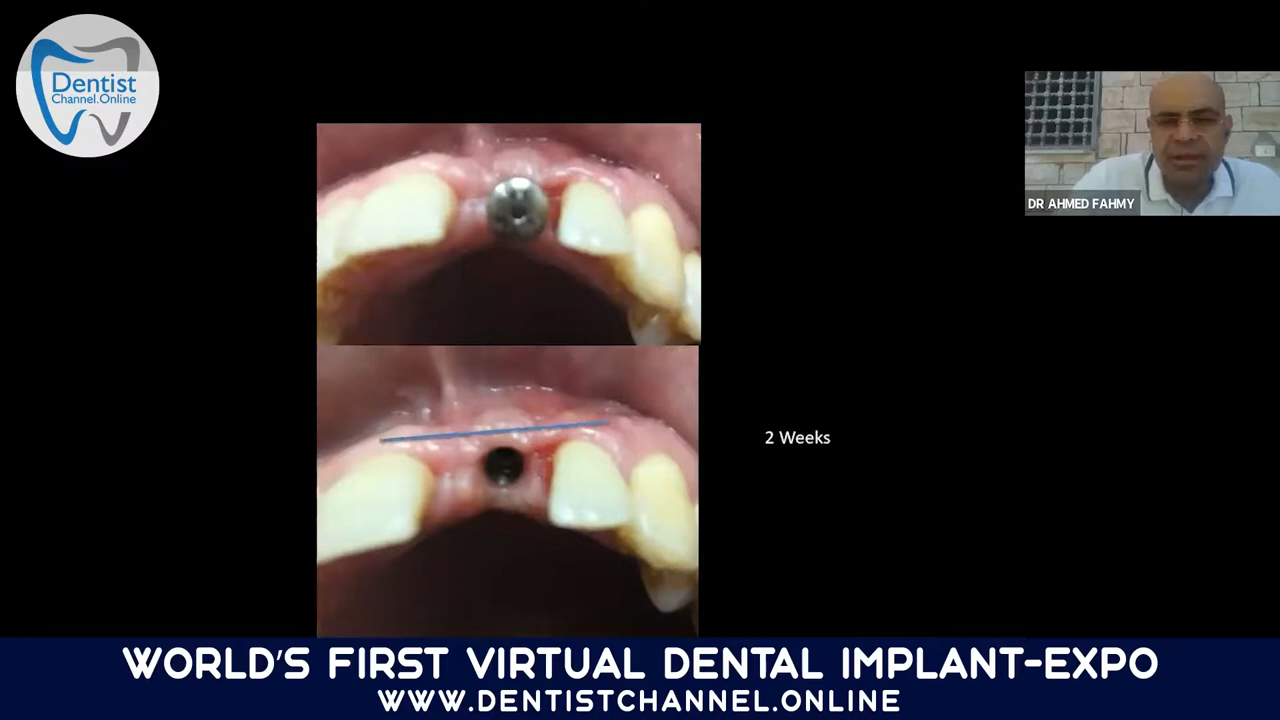 Dentist
Channel.Online
DR AHMED FAHMY
2 Weeks
WORLD'S FIRST VIRTUAL DENTAL IMPLANT-EXPO
WWW.DENTISTCHANNEL.ONLINE